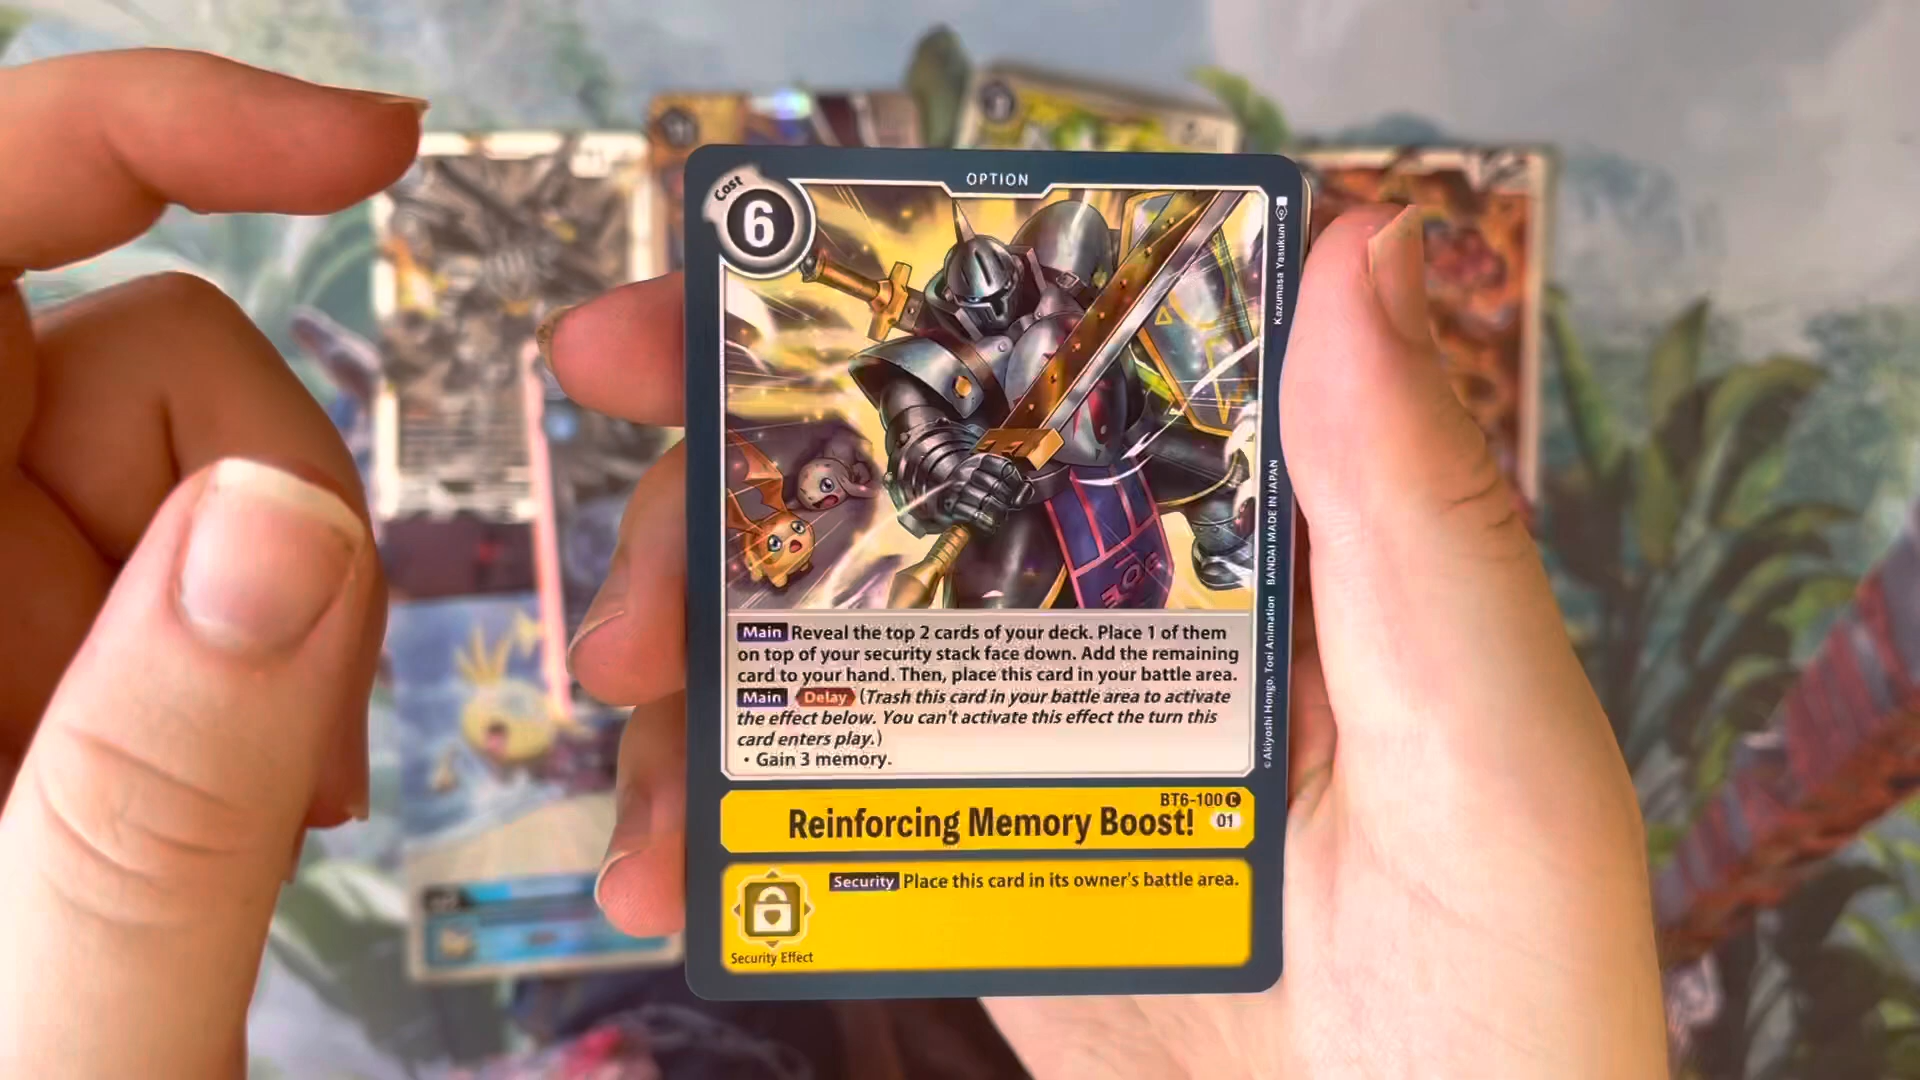 Cost
6
OPTION
Kazumasa Yasukuni
Main Reveal the top 2 cards of your deck. Place 1 of them
on top of your security stack face down. Add the remaining
card to your hand. Then, place this card in your battle area.
Main Delay (Trash this card in your battle area to activate
the effect below. You can't activate this effect the turn this
card enters play.)
• Gain 3 memory.
©Akiyoshi Hongo, Toei Animation BANDAI MADE IN JAPAN
BT6-100 C
Reinforcing Memory Boost! 01
Security Place this card in its owner's battle area.
Security Effect